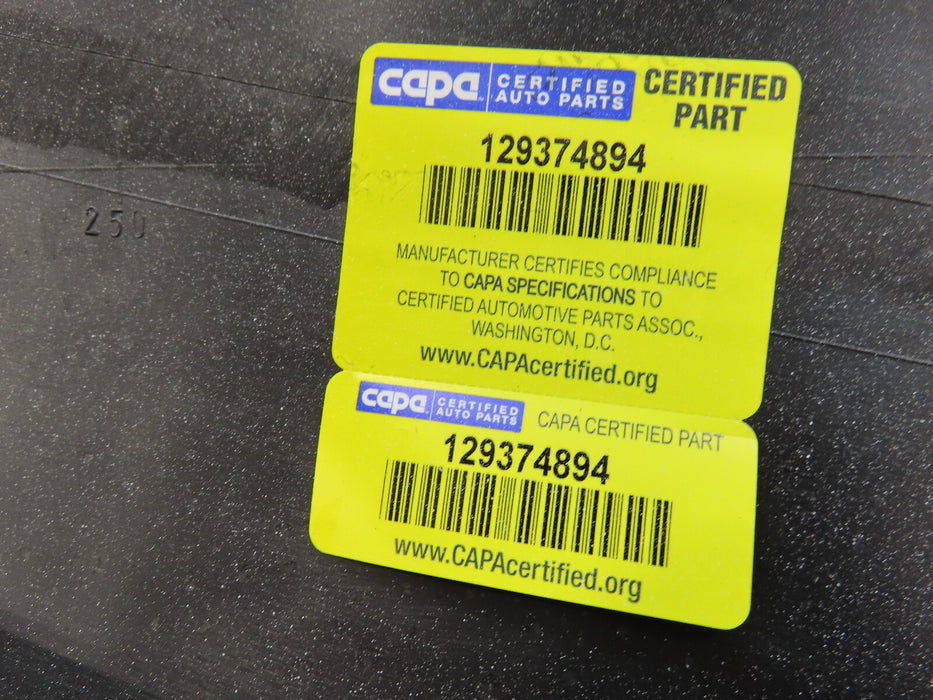 capa CERTIFIED AUTO PARTS
CERTIFIED PART
129374894
MANUFACTURER CERTIFIES COMPLIANCE
TO CAPA SPECIFICATIONS TO
CERTIFIED AUTOMOTIVE PARTS ASSOC.,
WASHINGTON, D.C.
www.CAPAcertified.org
capa CERTIFIED AUTO PARTS
CAPA CERTIFIED PART
129374894
www.CAPAcertified.org
250